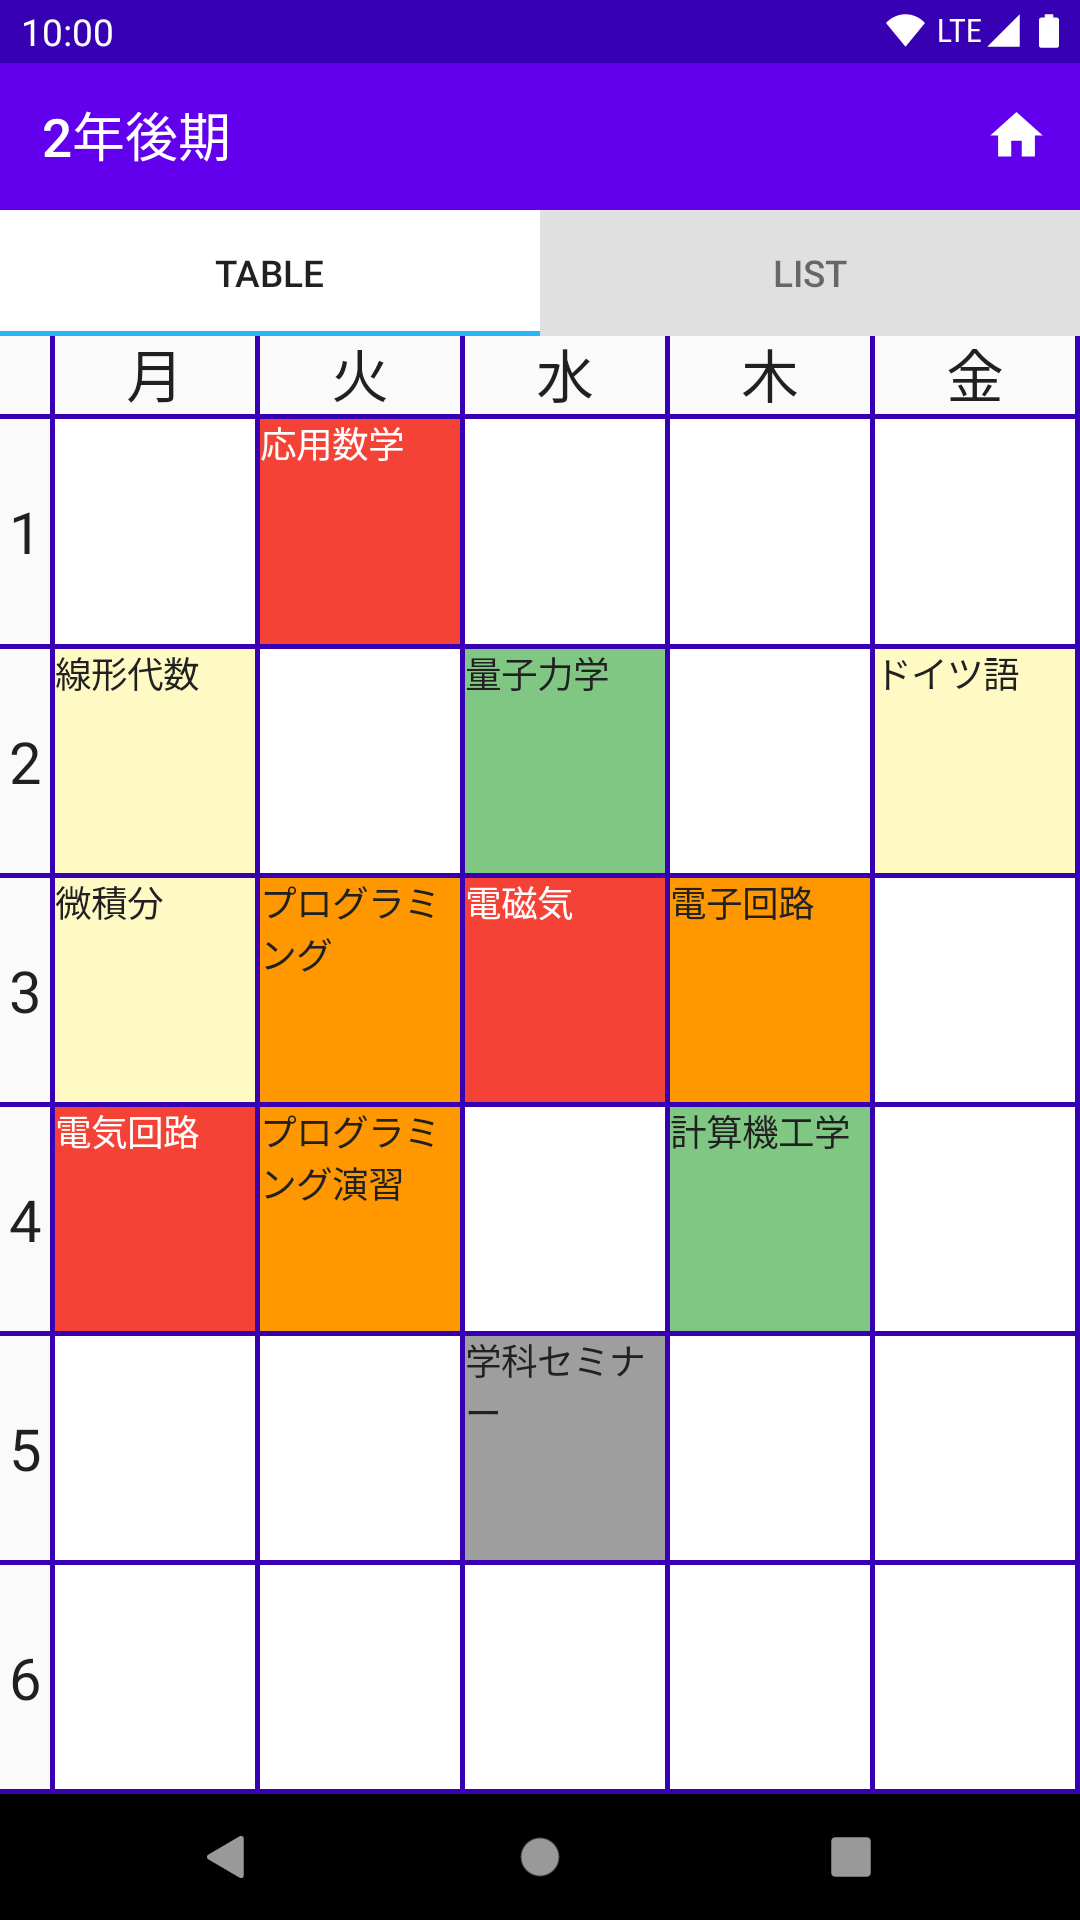 10:00 LTE
2年後期
TABLE LIST
月 火 水 木 金
1 応用数学
2 線形代数 量子力学 ドイツ語
3 微積分 プログラミ 電磁気 電子回路
ング
4 電気回路 プログラミ 計算機工学
ング演習
5 学科セミナ
ー
6